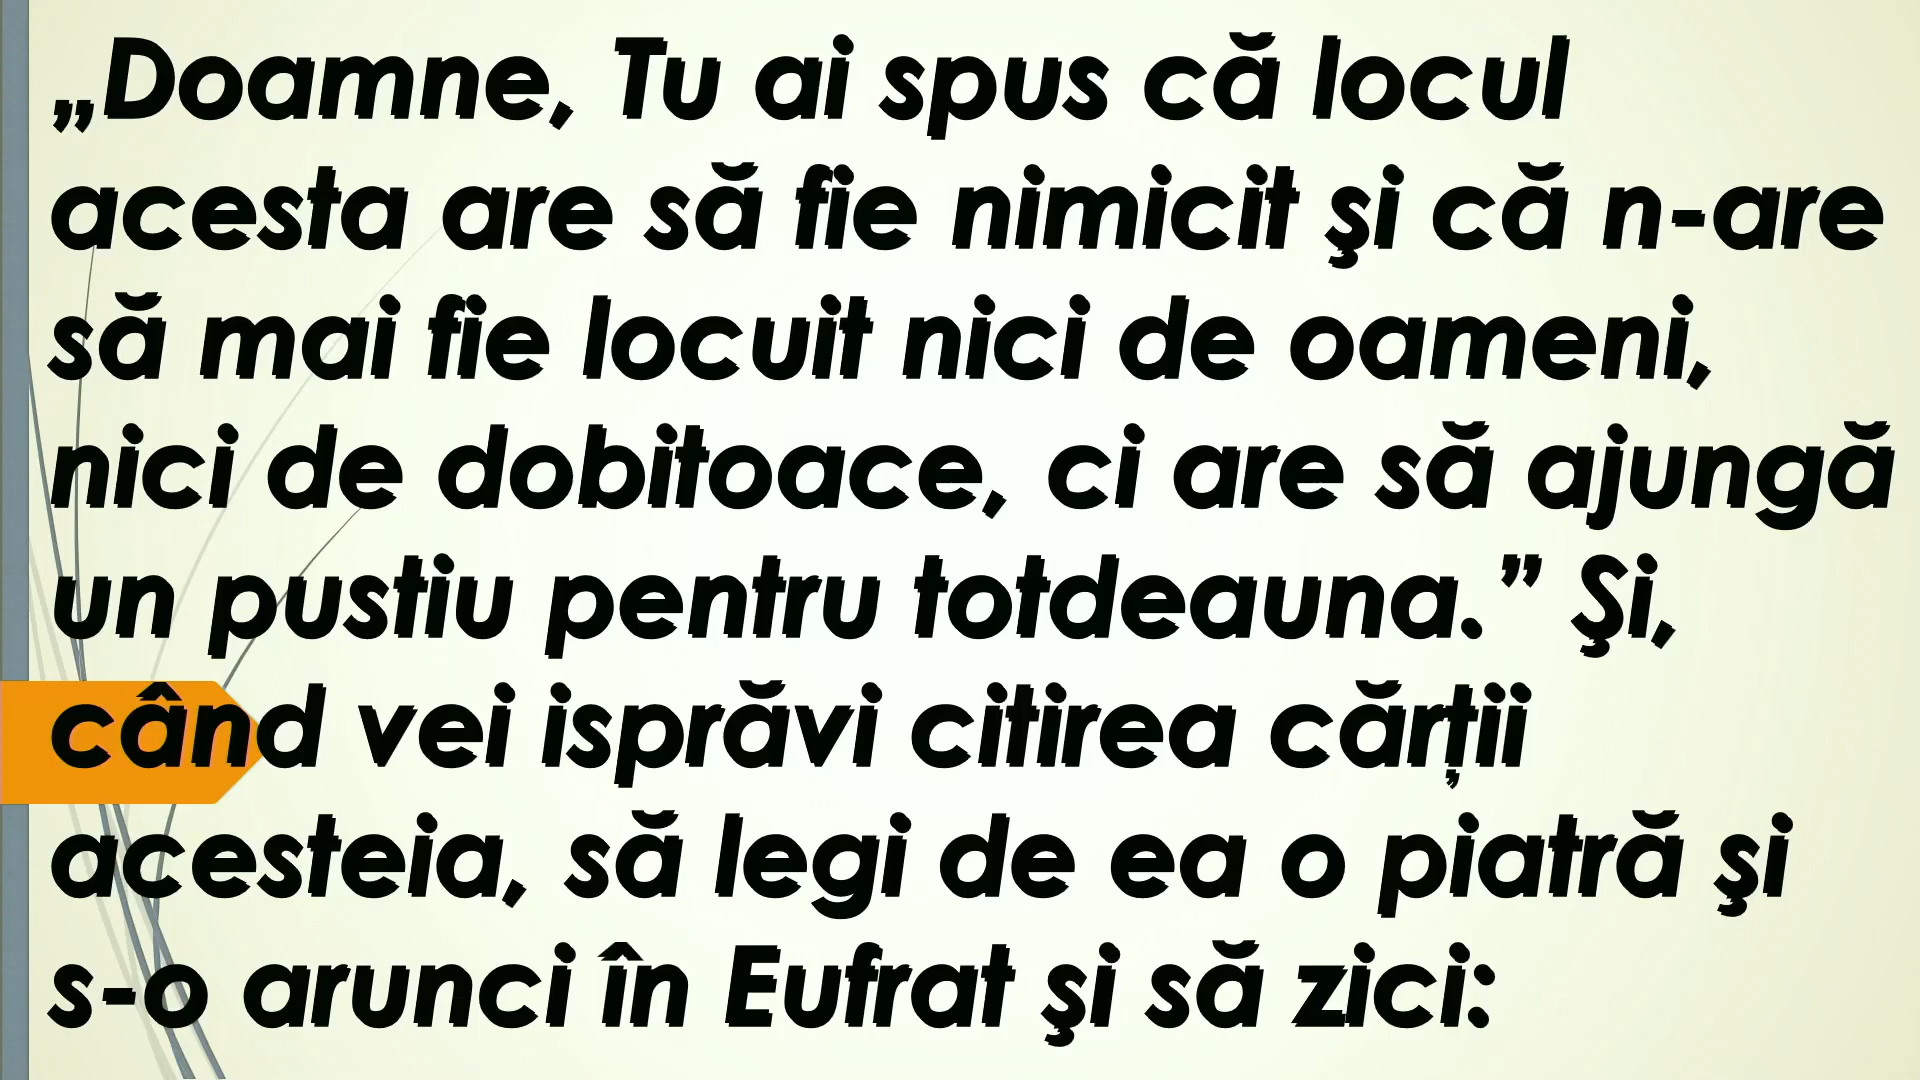 „Doamne, Tu ai spus că locul
acesta are să fie nimicit şi că n-are
să mai fie locuit nici de oameni,
nici de dobitoace, ci are să ajungă
un pustiu pentru totdeauna.” Şi,
când vei isprăvi citirea cărții
acesteia, să legi de ea o piatră şi
s-o arunci în Eufrat şi să zici: